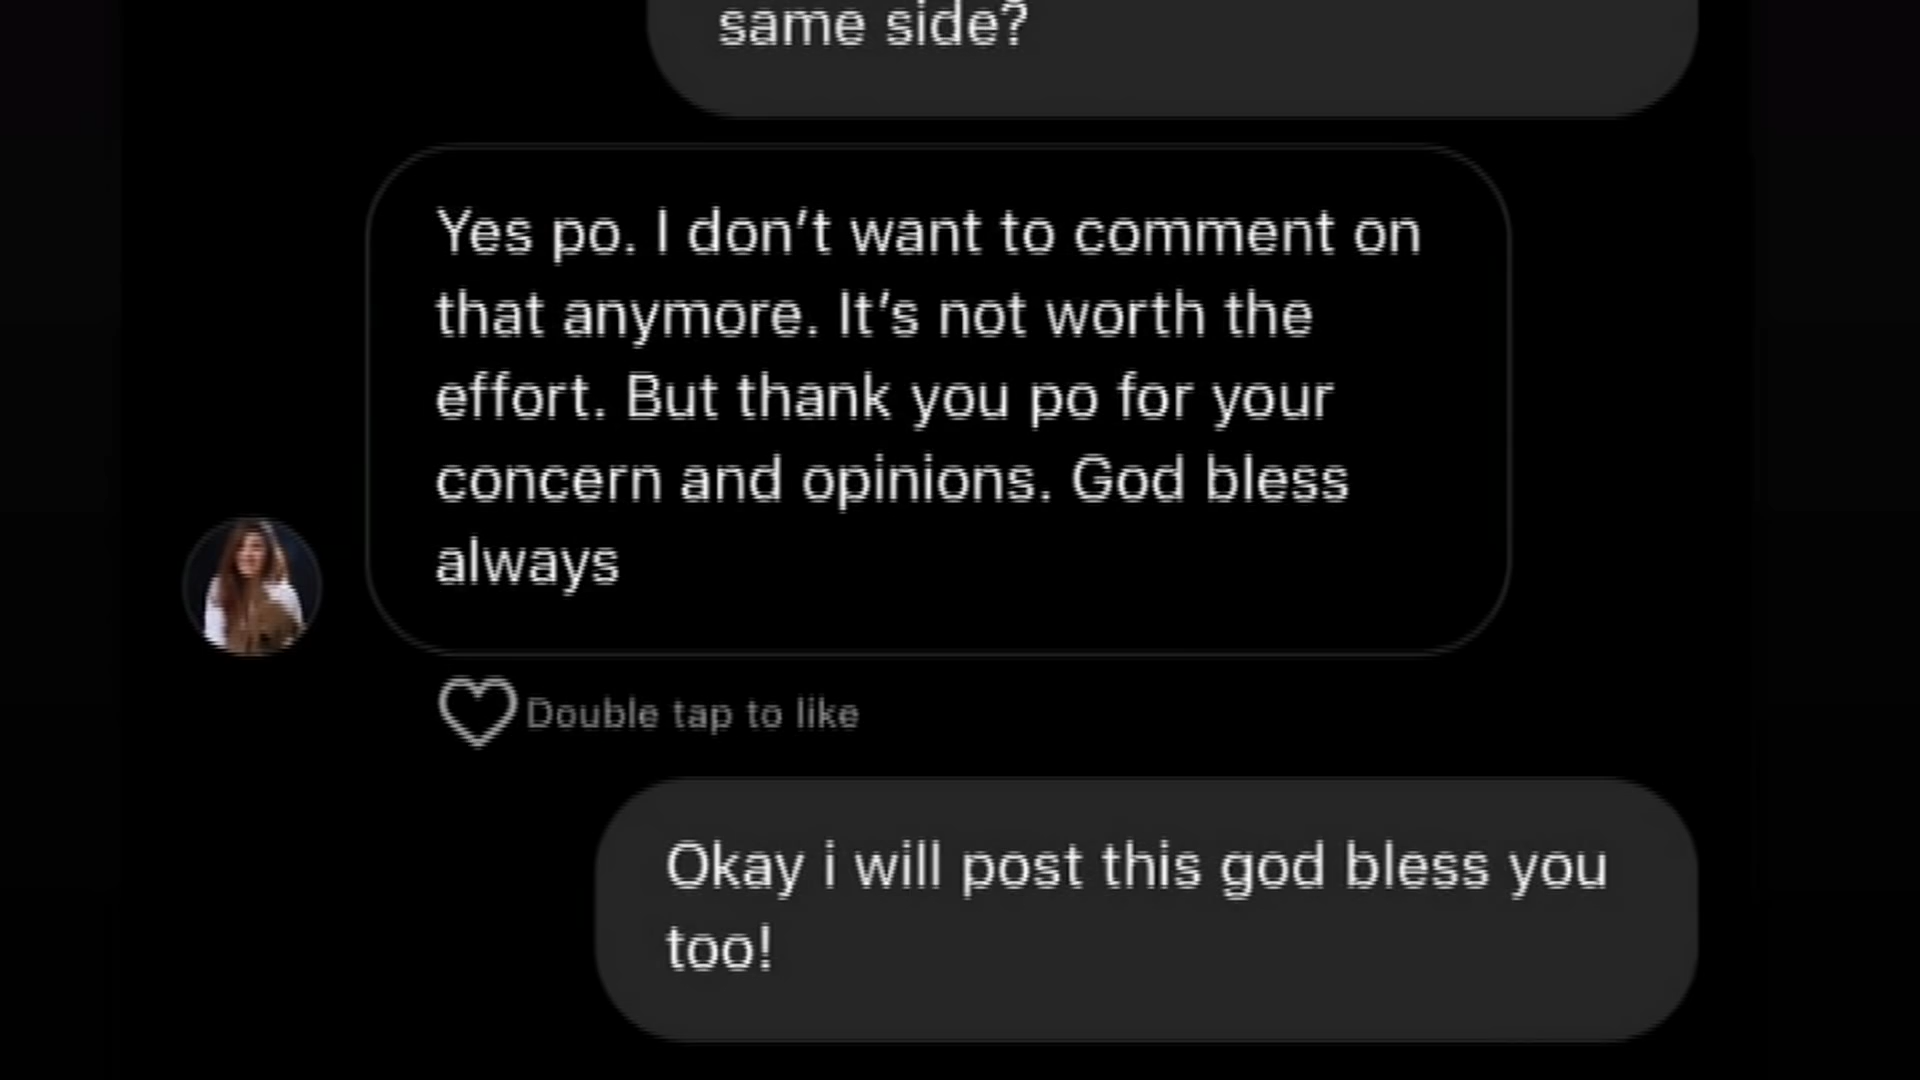 same side?
Yes po. I don't want to comment on
that anymore. It's not worth the
effort. But thank you po for your
concern and opinions. God bless
always
Double tap to like
Okay i will post this god bless you
too!